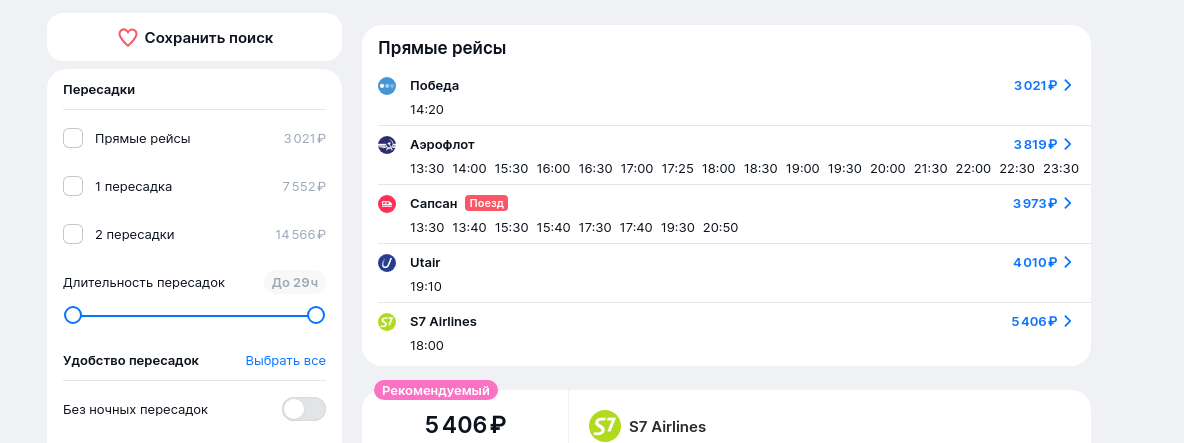 Сохранить поиск
Пересадки
Прямые рейсы 3 021 ₽
1 пересадка 7 552 ₽
2 пересадки 14 566 ₽
Длительность пересадок До 29 ч
Удобство пересадок Выбрать все
Без ночных пересадок
Прямые рейсы
Победа 3 021 ₽
14:20
Аэрофлот 3 819 ₽
13:30 14:00 15:30 16:00 16:30 17:00 17:25 18:00 18:30 19:00 19:30 20:00 21:30 22:00 22:30 23:30
Сапсан Поезд 3 973 ₽
13:30 13:40 15:30 15:40 17:30 17:40 19:30 20:50
Utair 4 010 ₽
19:10
S7 S7 Airlines 5 406 ₽
18:00
Рекомендуемый
5 406 ₽
S7 S7 Airlines